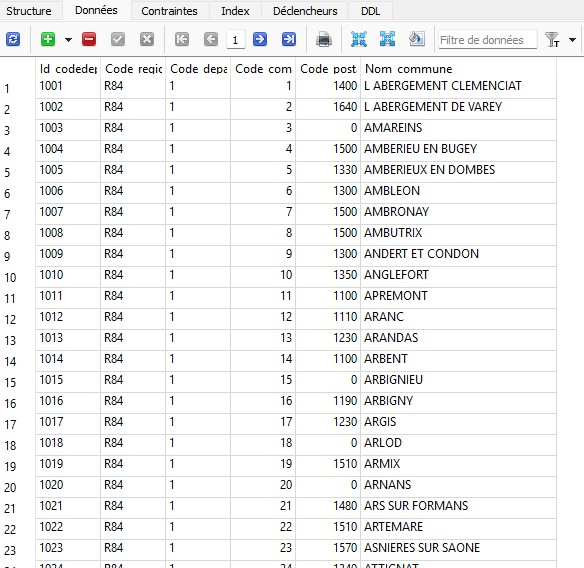 Structure Données Contraintes Index Déclencheurs DDL
1 Filtre de données
Id codedep Code regic Code depa Code com Code post Nom commune
1 1001 R84 1 1 1400 L ABERGEMENT CLEMENCIAT
2 1002 R84 1 2 1640 L ABERGEMENT DE VAREY
3 1003 R84 1 3 0 AMAREINS
4 1004 R84 1 4 1500 AMBERIEU EN BUGEY
5 1005 R84 1 5 1330 AMBERIEUX EN DOMBES
6 1006 R84 1 6 1300 AMBLEON
7 1007 R84 1 7 1500 AMBRONAY
8 1008 R84 1 8 1500 AMBUTRIX
9 1009 R84 1 9 1300 ANDERT ET CONDON
10 1010 R84 1 10 1350 ANGLEFORT
11 1011 R84 1 11 1100 APREMONT
12 1012 R84 1 12 1110 ARANC
13 1013 R84 1 13 1230 ARANDAS
14 1014 R84 1 14 1100 ARBENT
15 1015 R84 1 15 0 ARBIGNIEU
16 1016 R84 1 16 1190 ARBIGNY
17 1017 R84 1 17 1230 ARGIS
18 1018 R84 1 18 0 ARLOD
19 1019 R84 1 19 1510 ARMIX
20 1020 R84 1 20 0 ARNANS
21 1021 R84 1 21 1480 ARS SUR FORMANS
22 1022 R84 1 22 1510 ARTEMARE
23 1023 R84 1 23 1570 ASNIERES SUR SAONE